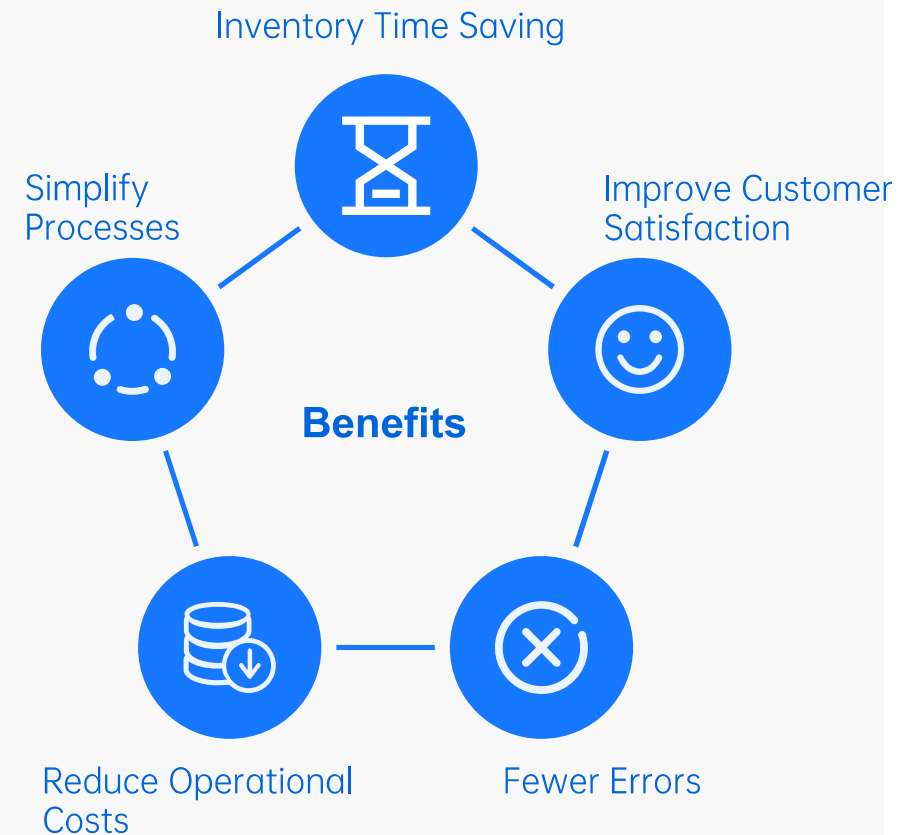 Inventory Time Saving
Simplify
Processes
Improve Customer
Satisfaction
Benefits
Reduce Operational
Costs
Fewer Errors